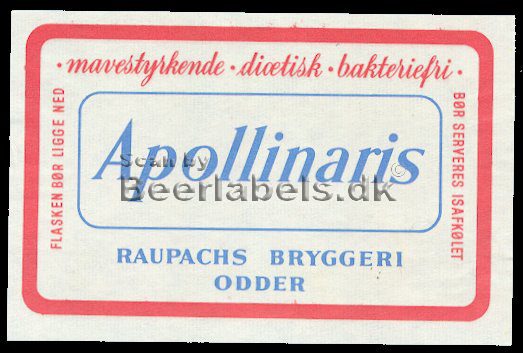 · mavestyrkende · diætisk · bakteriefri ·
FLASKEN BØR LIGGE NED
Apollinaris
Scan by
Beerlabels.dk
©
BØR SERVERES ISAFKØLET
RAUPACHS BRYGGERI
ODDER